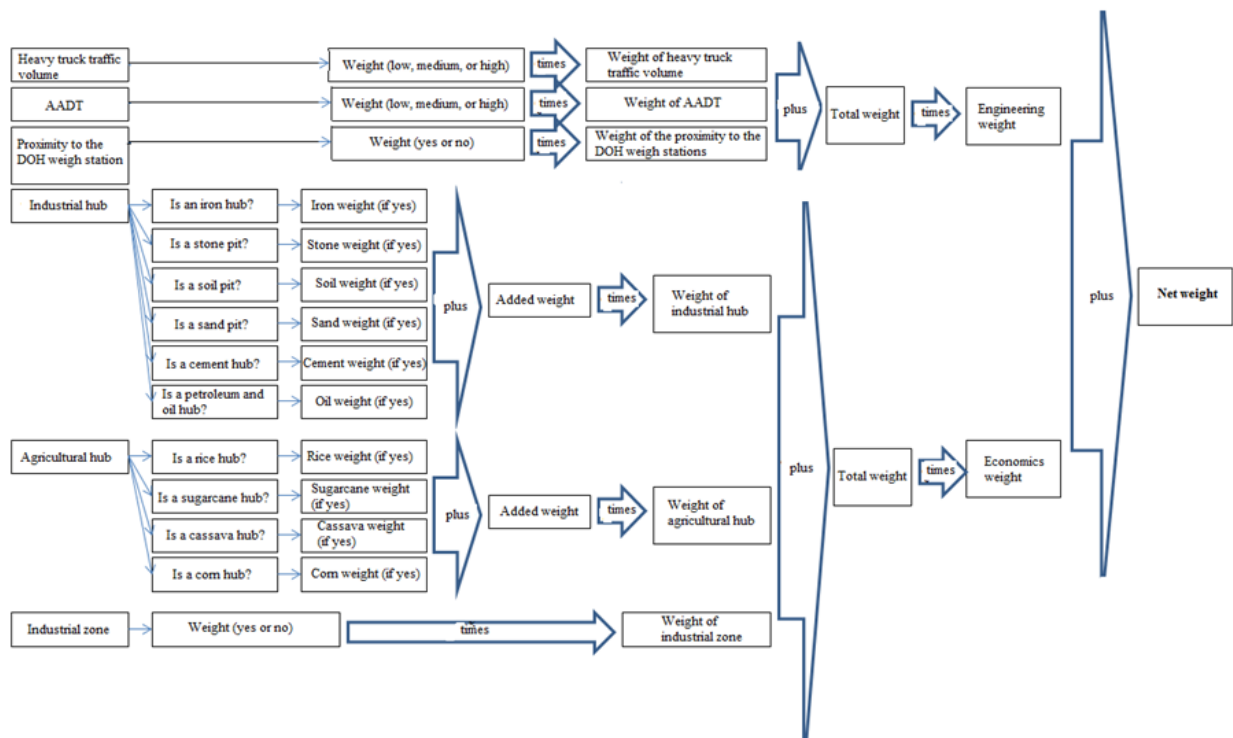 Heavy truck traffic
volume
Weight (low, medium, or high)
times
Weight of heavy truck
traffic volume
AADT
Weight (low, medium, or high)
times
Weight of AADT
Proximity to the
DOH weigh station
Weight (yes or no)
times
Weight of the proximity to the
DOH weigh stations
plus
Total weight
times
Engineering
weight
Industrial hub
Is an iron hub?
Iron weight (if yes)
Is a stone pit?
Stone weight (if yes)
Is a soil pit?
Soil weight (if yes)
Is a sand pit?
Sand weight (if yes)
Is a cement hub?
Cement weight (if yes)
Is a petroleum and
oil hub?
Oil weight (if yes)
plus
Added weight
times
Weight of
industrial hub
Agricultural hub
Is a rice hub?
Rice weight (if yes)
Is a sugarcane hub?
Sugarcane weight
(if yes)
Is a cassava hub?
Cassava weight
(if yes)
Is a corn hub?
Corn weight (if yes)
plus
Added weight
times
Weight of
agricultural hub
Industrial zone
Weight (yes or no)
times
Weight of
industrial zone
plus
Total weight
times
Economics
weight
plus
Net weight